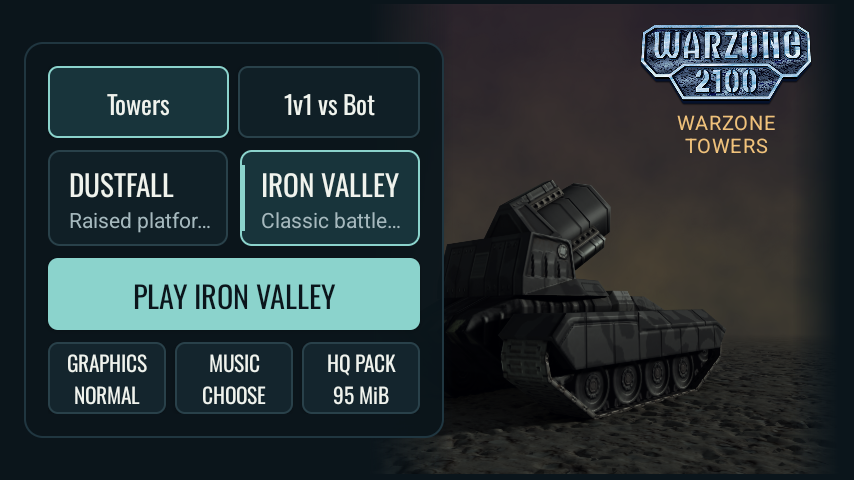 WARZONE
2100
WARZONE
TOWERS
Towers
1v1 vs Bot
DUSTFALL
Raised platfor...
IRON VALLEY
Classic battle...
PLAY IRON VALLEY
GRAPHICS
NORMAL
MUSIC
CHOOSE
HQ PACK
95 MiB